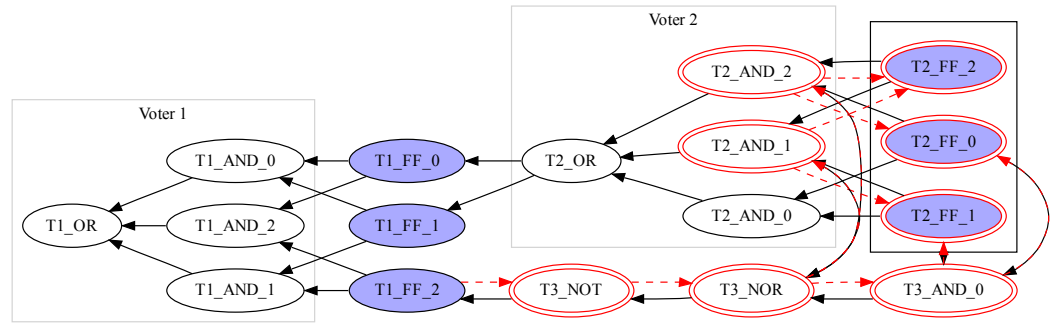 Voter 2
T2_AND_2
T2_FF_2
Voter 1
T1_AND_0
T1_FF_0
T2_OR
T2_AND_1
T2_FF_0
T1_OR
T1_AND_2
T1_FF_1
T2_AND_0
T2_FF_1
T1_AND_1
T1_FF_2
T3_NOT
T3_NOR
T3_AND_0